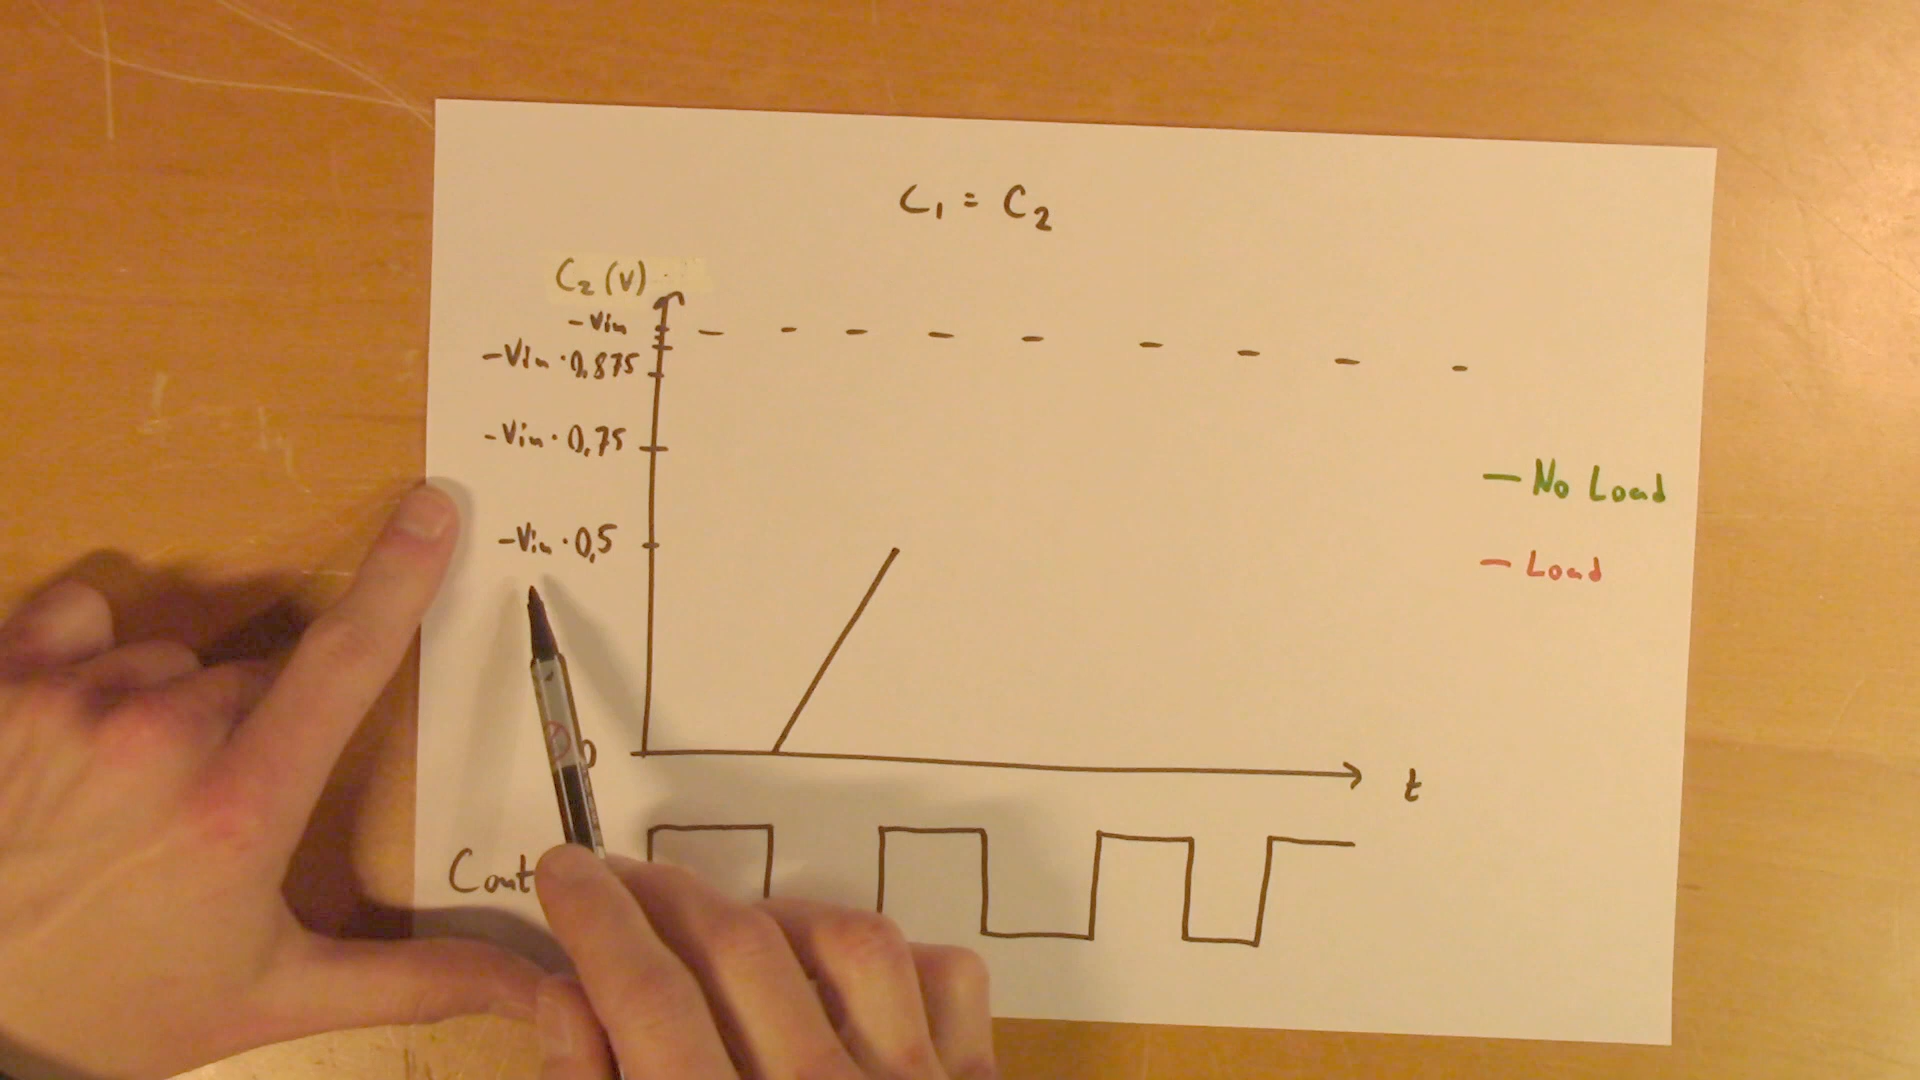 C₁ = C₂
C₂ (V)
-Vin
-Vin · 0,875
-Vin · 0,75
-Vin · 0,5
0
t
Cont
— No Load
— Load